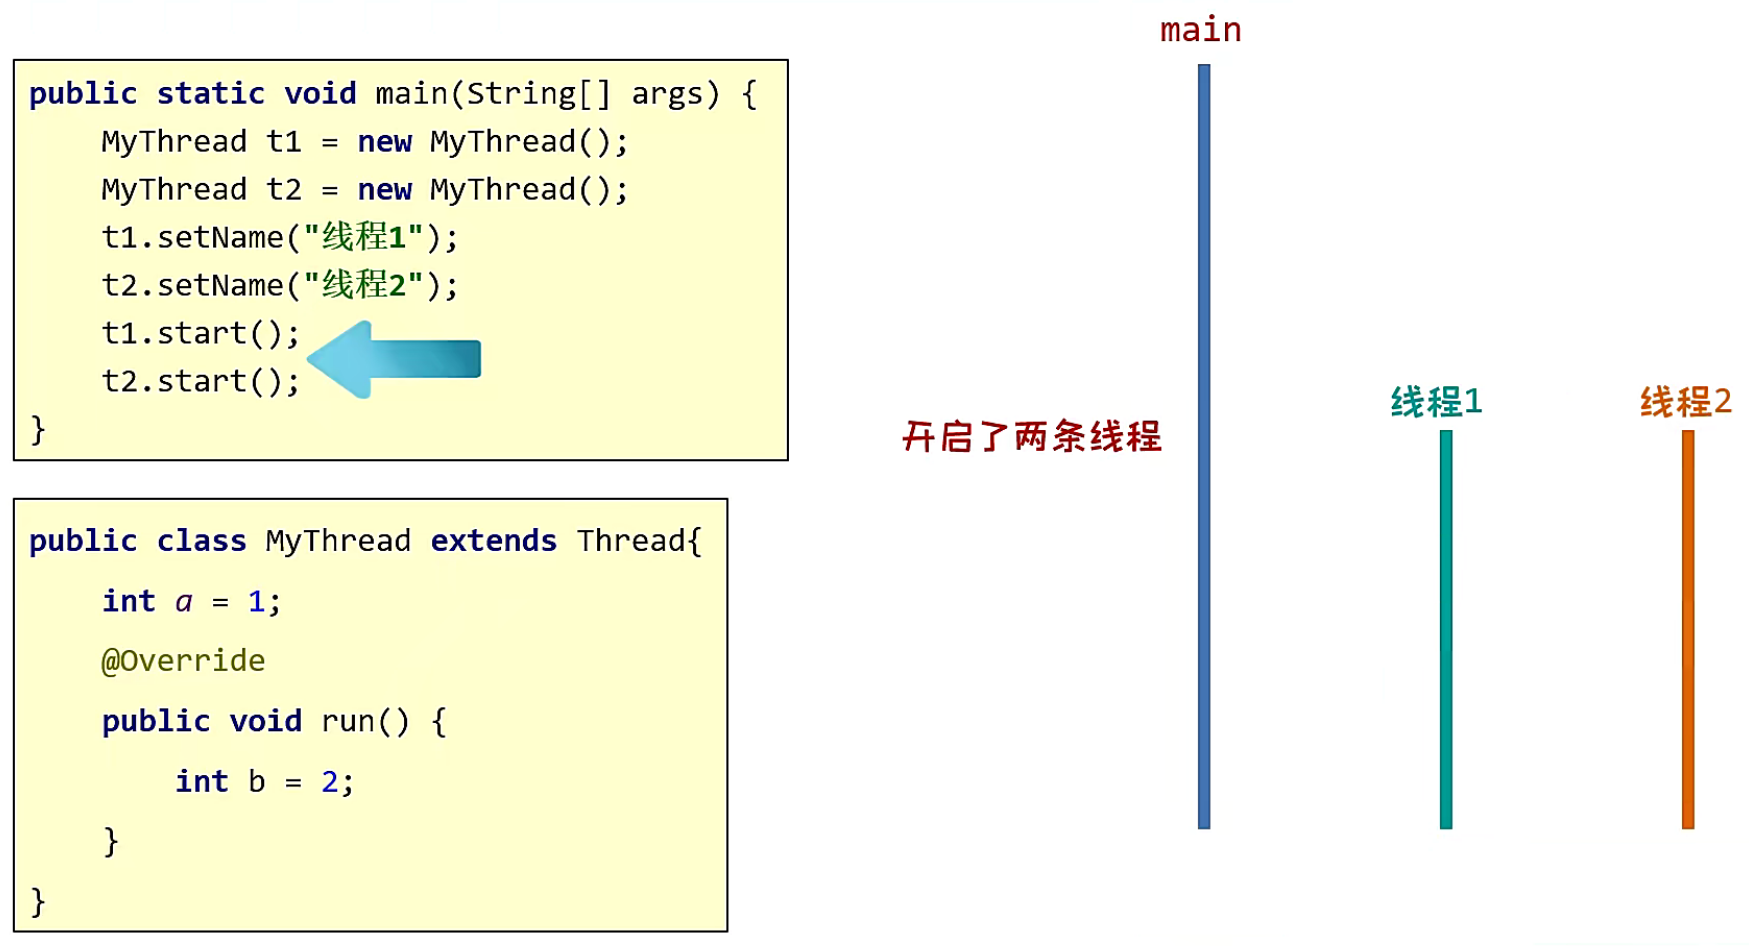 public static void main(String[] args) {
MyThread t1 = new MyThread();
MyThread t2 = new MyThread();
t1.setName("线程1");
t2.setName("线程2");
t1.start();
t2.start();
}
public class MyThread extends Thread{
int a = 1;
@Override
public void run() {
int b = 2;
}
}
main
开启了两条线程
线程1
线程2